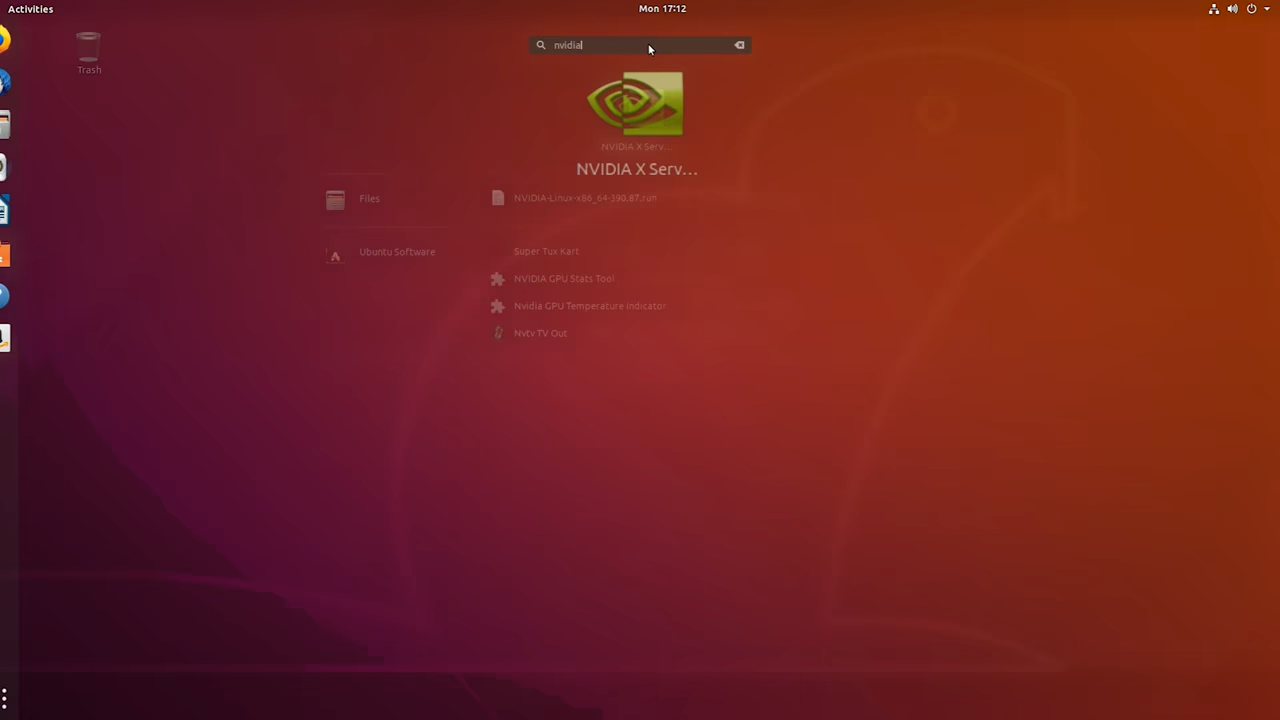 Activities
Mon 17:12
nvidia
Trash
NVIDIA X Serv...
NVIDIA X Serv...
Files
NVIDIA-Linux-x86_64-390.87.run
Ubuntu Software
Super Tux Kart
NVIDIA GPU Stats Tool
Nvidia GPU Temperature Indicator
Nvtv TV Out